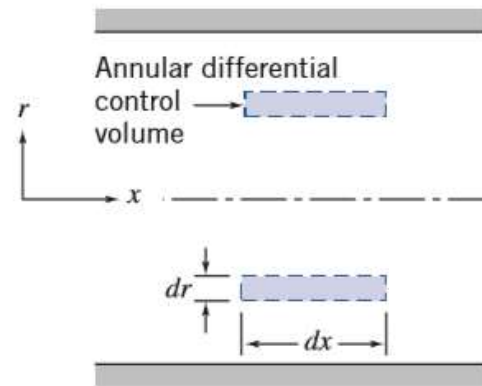 Annular differential
control
volume
r
x
dr
dx